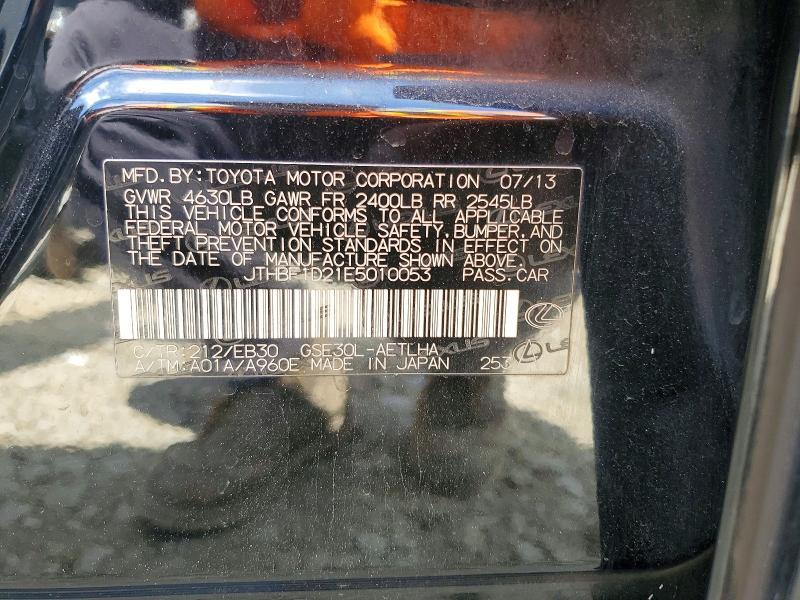 MFD.BY:TOYOTA MOTOR CORPORATION 07/13
GVWR 4630LB GAWR FR 2400LB RR 2545LB
THIS VEHICLE CONFORMS TO ALL APPLICABLE
FEDERAL MOTOR VEHICLE SAFETY,BUMPER,AND
THEFT PREVENTION STANDARDS IN EFFECT ON
THE DATE OF MANUFACTURE SHOWN ABOVE.
JTHBF1D21E5010053 PASS.CAR
C/TR:212/EB30 GSE30L-AETLHA
A/TM:A01A/A960E MADE IN JAPAN 253